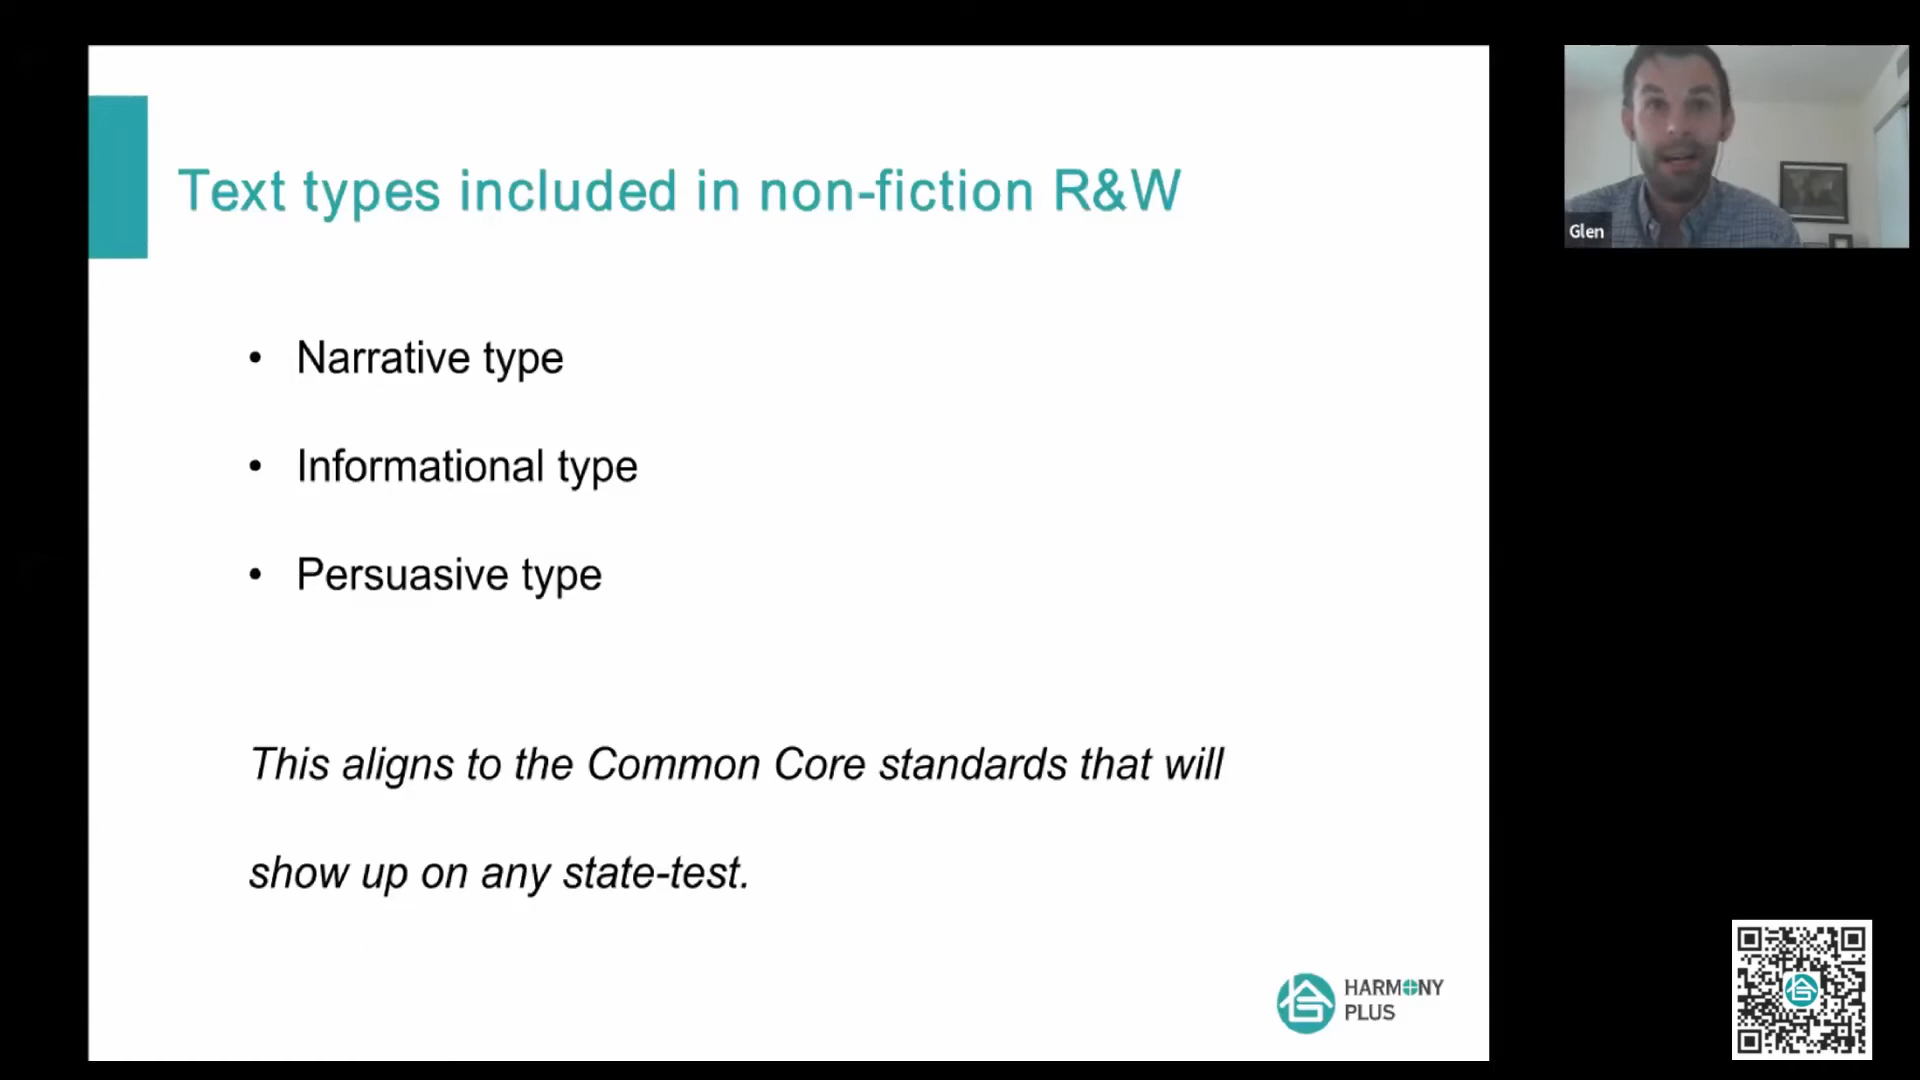 Text types included in non-fiction R&W
• Narrative type
• Informational type
• Persuasive type
This aligns to the Common Core standards that will
show up on any state-test.
HARMONY
PLUS
Glen